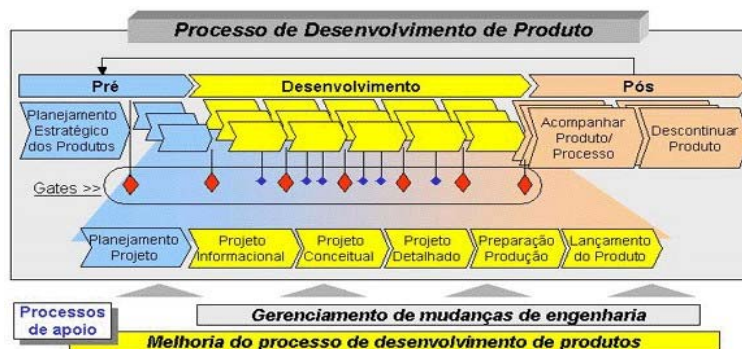 Processo de Desenvolvimento de Produto
Pré
Desenvolvimento
Pós
Planejamento
Estratégico
dos Produtos
Acompanhar
Produto/
Processo
Descontinuar
Produto
Gates >>
Planejamento
Projeto
Projeto
Informacional
Projeto
Conceitual
Projeto
Detalhado
Preparação
Produção
Lançamento
do Produto
Processos
de apoio
Gerenciamento de mudanças de engenharia
Melhoria do processo de desenvolvimento de produtos